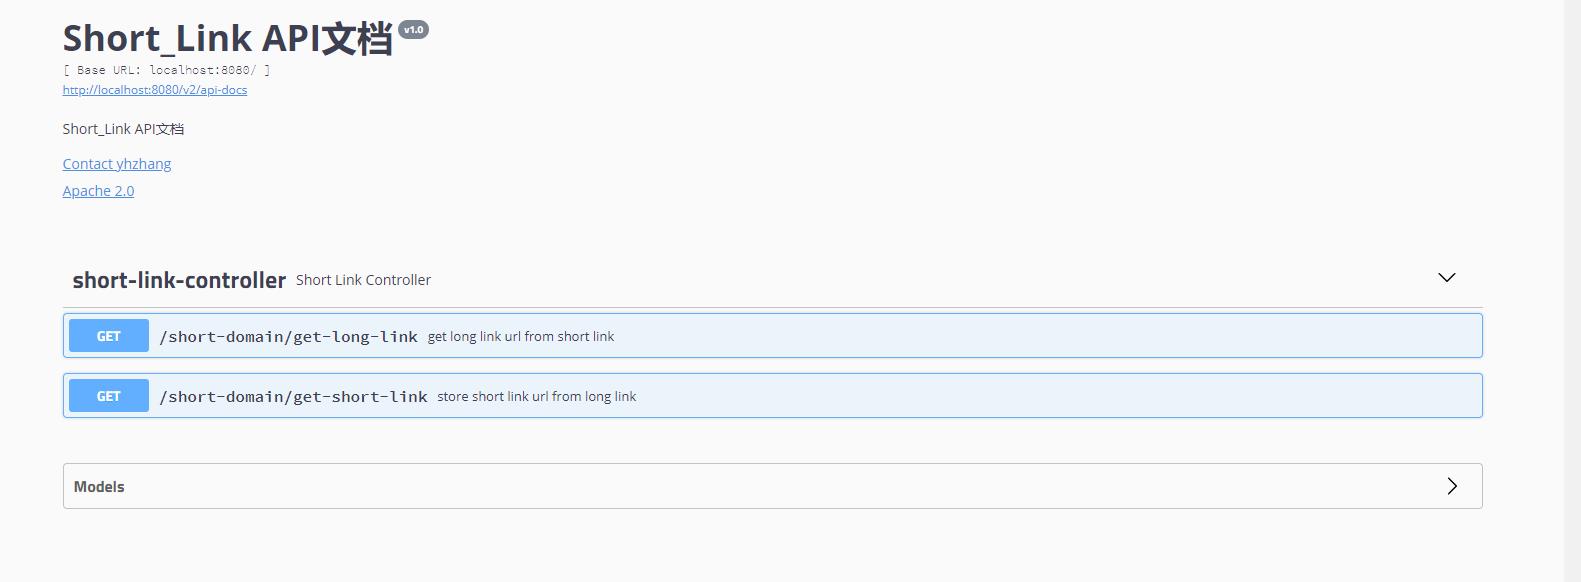 Short_Link API文档 v1.0
[ Base URL: localhost:8080/ ]
http://localhost:8080/v2/api-docs
Short_Link API文档
Contact yhzhang
Apache 2.0
short-link-controller Short Link Controller
GET /short-domain/get-long-link get long link url from short link
GET /short-domain/get-short-link store short link url from long link
Models